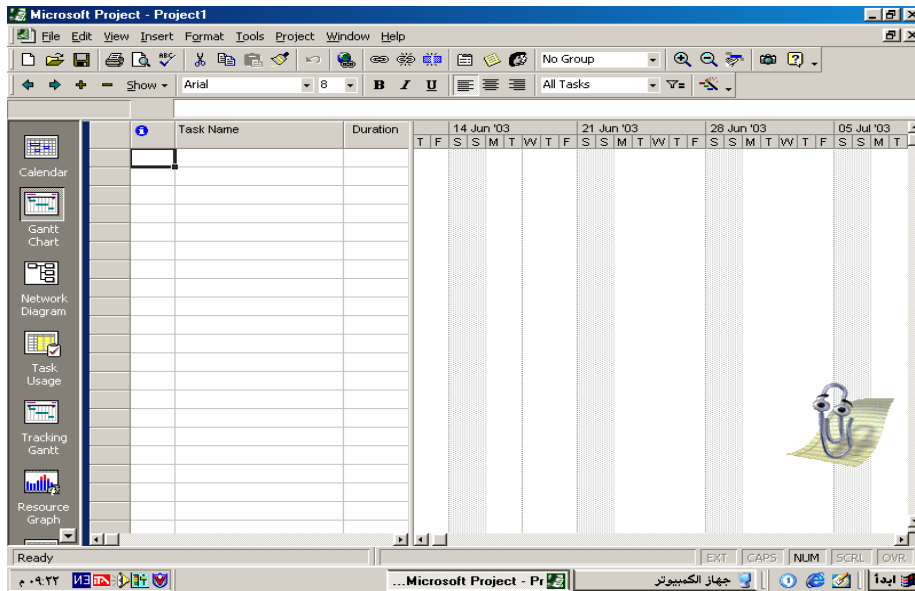 Microsoft Project - Project1
File Edit View Insert Format Tools Project Window Help
No Group
Show Arial 8 B I U All Tasks
Task Name Duration 14 Jun '03 21 Jun '03 28 Jun '03 05 Jul '03
T F S S M T W T F S S M T W T F S S M T W T F S S M T
Calendar
Gantt
Chart
Network
Diagram
Task
Usage
Tracking
Gantt
Resource
Graph
Ready EXT CAPS NUM SCRL OVR
٠٩:٢٢ م ИЗ ...Microsoft Project - Pr جهاز الكمبيوتر ابدأ